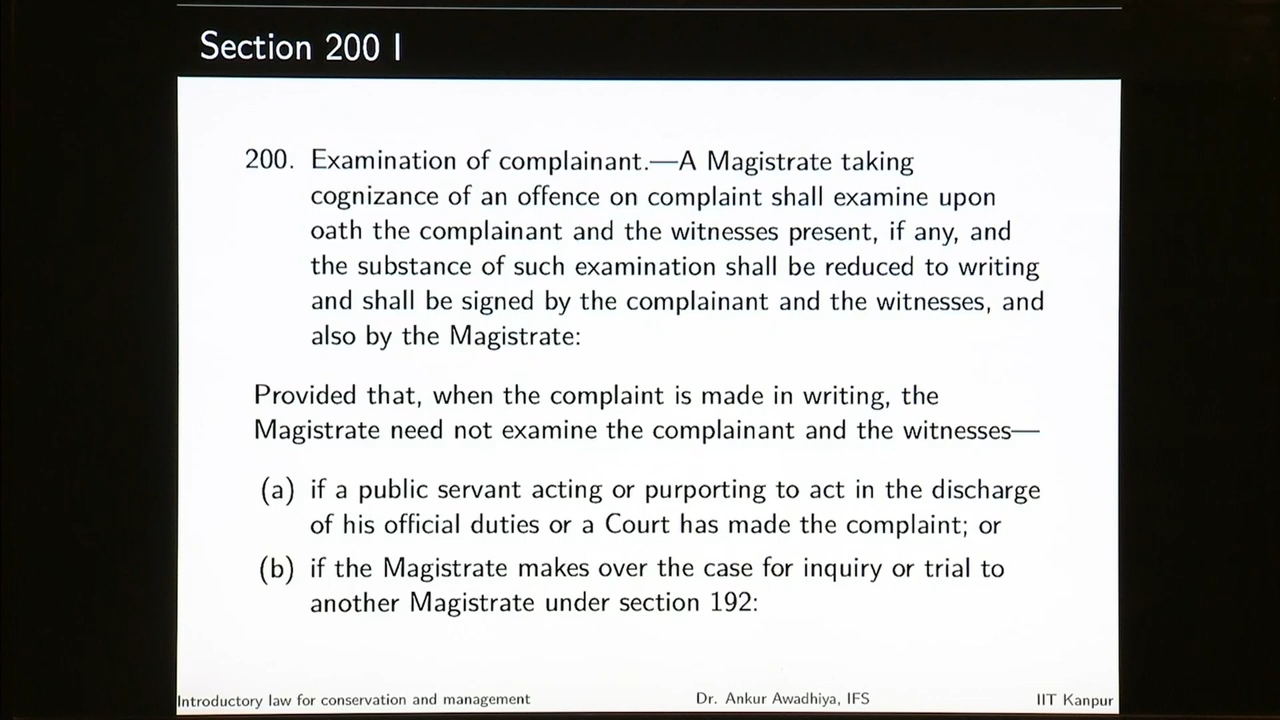 Section 200 I
200. Examination of complainant.—A Magistrate taking
cognizance of an offence on complaint shall examine upon
oath the complainant and the witnesses present, if any, and
the substance of such examination shall be reduced to writing
and shall be signed by the complainant and the witnesses, and
also by the Magistrate:
Provided that, when the complaint is made in writing, the
Magistrate need not examine the complainant and the witnesses—
(a) if a public servant acting or purporting to act in the discharge
of his official duties or a Court has made the complaint; or
(b) if the Magistrate makes over the case for inquiry or trial to
another Magistrate under section 192:
Introductory law for conservation and management Dr. Ankur Awadhiya, IFS IIT Kanpur